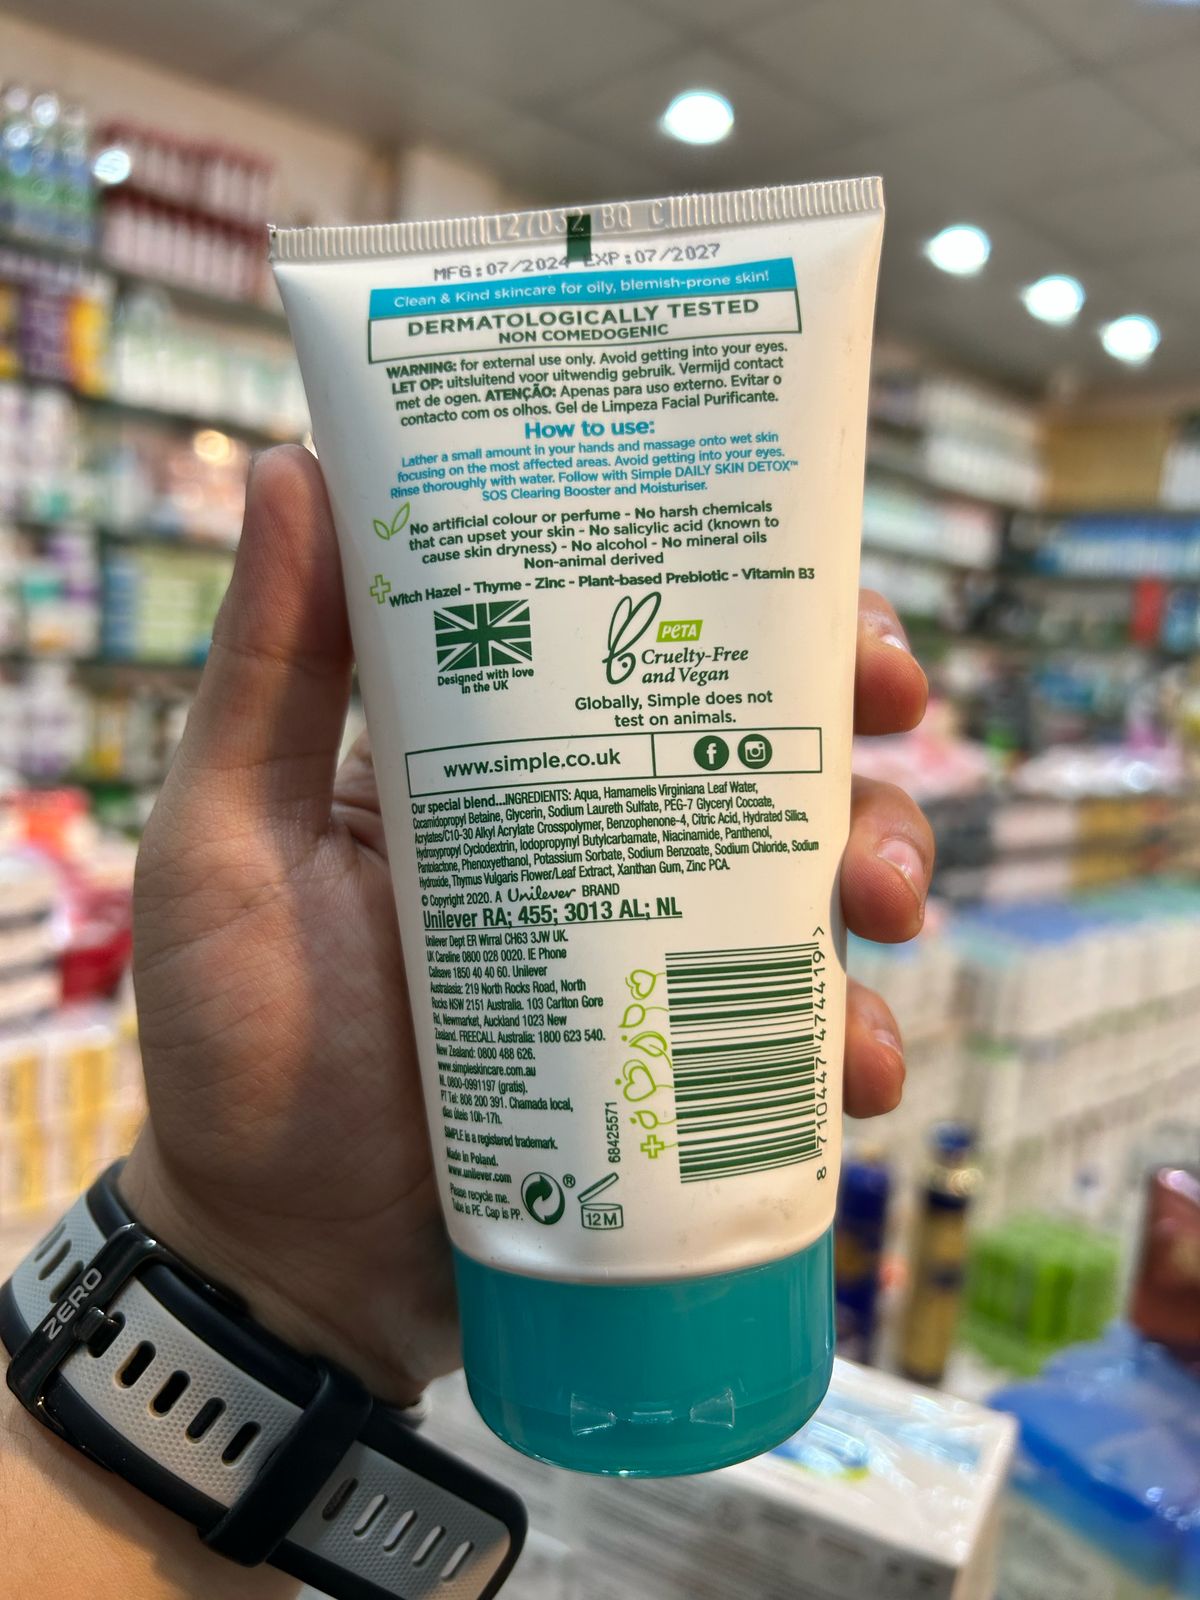 127032 BQ C
MFG:07/2024 EXP:07/2027
Clean & Kind skincare for oily, blemish-prone skin!
DERMATOLOGICALLY TESTED
NON COMEDOGENIC
WARNING: for external use only. Avoid getting into your eyes.
LET OP: uitsluitend voor uitwendig gebruik. Vermijd contact
met de ogen. ATENÇÃO: Apenas para uso externo. Evitar o
contacto com os olhos. Gel de Limpeza Facial Purificante.
How to use:
Lather a small amount in your hands and massage onto wet skin
focusing on the most affected areas. Avoid getting into your eyes.
Rinse thoroughly with water. Follow with Simple DAILY SKIN DETOX™
SOS Clearing Booster and Moisturiser.
No artificial colour or perfume - No harsh chemicals
that can upset your skin - No salicylic acid (known to
cause skin dryness) - No alcohol - No mineral oils
Non-animal derived
Witch Hazel - Thyme - Zinc - Plant-based Prebiotic - Vitamin B3
Designed with love
in the UK
PETA
Cruelty-Free
and Vegan
Globally, Simple does not
test on animals.
www.simple.co.uk
Our special blend...INGREDIENTS: Aqua, Hamamelis Virginiana Leaf Water,
Cocamidopropyl Betaine, Glycerin, Sodium Laureth Sulfate, PEG-7 Glyceryl Cocoate,
Acrylates/C10-30 Alkyl Acrylate Crosspolymer, Benzophenone-4, Citric Acid, Hydrated Silica,
Hydroxypropyl Cyclodextrin, Iodopropynyl Butylcarbamate, Niacinamide, Panthenol,
Pantolactone, Phenoxyethanol, Potassium Sorbate, Sodium Benzoate, Sodium Chloride, Sodium
Hydroxide, Thymus Vulgaris Flower/Leaf Extract, Xanthan Gum, Zinc PCA.
© Copyright 2020. A Unilever BRAND
Unilever RA; 455; 3013 AL; NL
Unilever Dept ER Wirral CH63 3JW UK.
UK Careline 0800 028 0020. IE Phone
Callsave 1850 40 40 60. Unilever
Australasia: 219 North Rocks Road, North
Rocks NSW 2151 Australia. 103 Carlton Gore
Rd, Newmarket, Auckland 1023 New
Zealand. FREECALL Australia: 1800 623 540.
New Zealand: 0800 488 626.
www.simpleskincare.com.au
NL 0800-0991197 (gratis).
PT Tel: 808 200 391. Chamada local,
dias úteis 10h-17h.
SIMPLE is a registered trademark.
Made in Poland.
www.unilever.com
Please recycle me.
Tube is PE. Cap is PP.
®
12M
68425571
8 710447 474419 >
ZERO